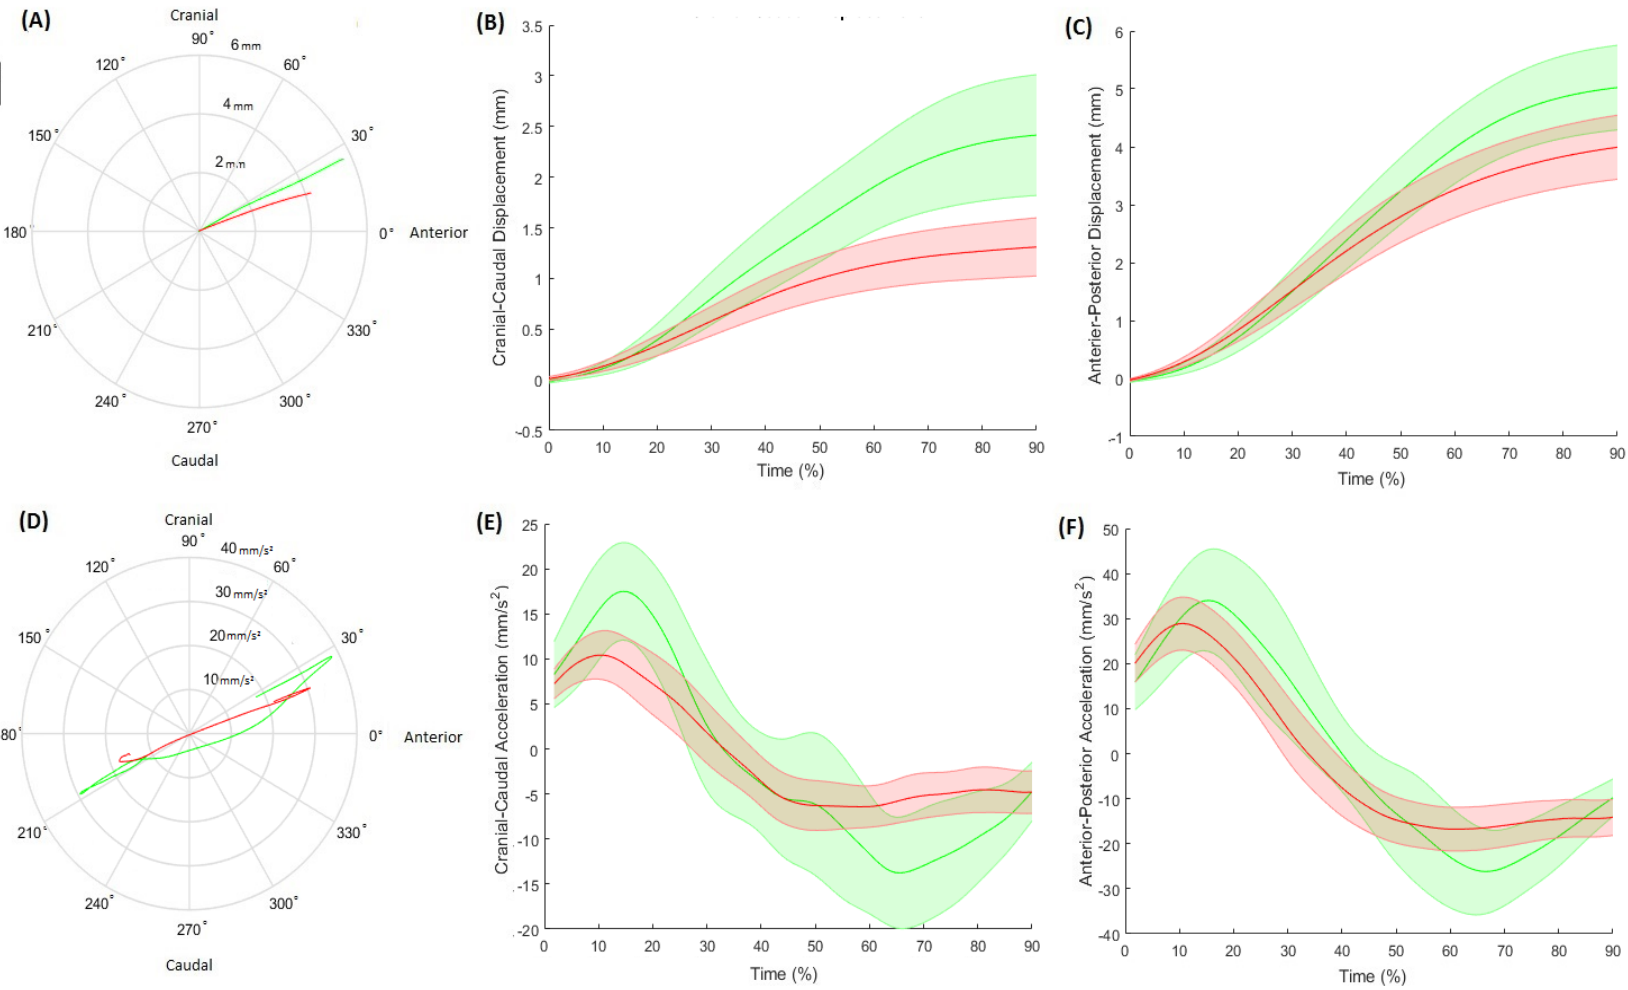 (A)
Cranial
90°
6 mm
120°
60°
4 mm
150°
30°
2 mm
180°
0° Anterior
210°
330°
240°
300°
270°
Caudal
(B)
3.5
3
2.5
2
1.5
1
0.5
0
-0.5
Cranial-Caudal Displacement (mm)
0 10 20 30 40 50 60 70 80 90
Time (%)
(C)
6
5
4
3
2
1
0
-1
Anterier-Posterior Displacement (mm)
0 10 20 30 40 50 60 70 80 90
Time (%)
(D)
Cranial
90°
40 mm/s²
120°
60°
30 mm/s²
150°
30°
20 mm/s²
10 mm/s²
80°
0° Anterior
210°
330°
240°
300°
270°
Caudal
(E)
25
20
15
10
5
0
-5
-10
-15
-20
Cranial-Caudal Acceleration (mm/s²)
0 10 20 30 40 50 60 70 80 90
Time (%)
(F)
50
40
30
20
10
0
-10
-20
-30
-40
Anterior-Posterior Acceleration (mm/s²)
0 10 20 30 40 50 60 70 80 90
Time (%)